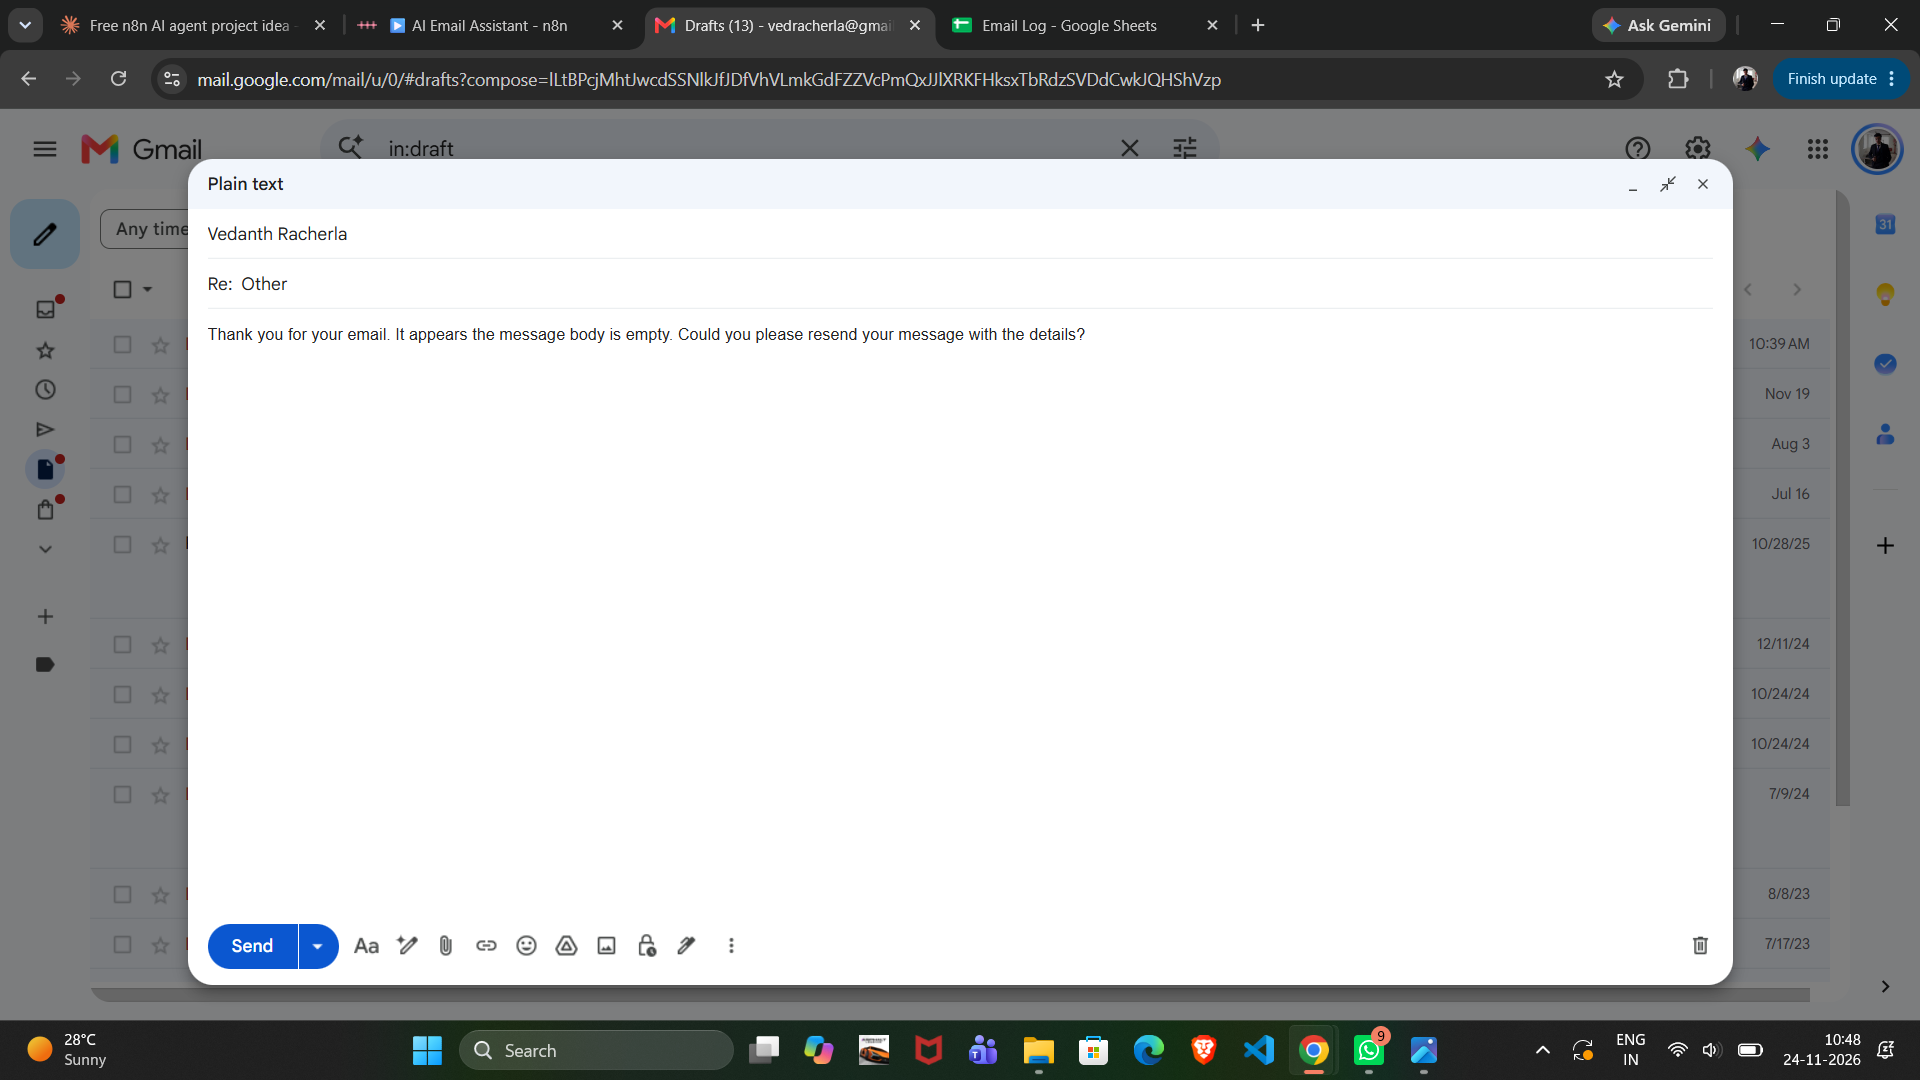 Free n8n AI agent project idea -
AI Email Assistant - n8n
Drafts (13) - vedracherla@gmai
Email Log - Google Sheets
Ask Gemini
mail.google.com/mail/u/0/#drafts?compose=lLtBPcjMhtJwcdSSNlkJfJDfVhVLmkGdFZZVcPmQxJJlXRKFHksxTbRdzSVDdCwkJQHShVzp
Finish update
Gmail
in:draft
Plain text
Any time
Vedanth Racherla
31
Re: Other
Thank you for your email. It appears the message body is empty. Could you please resend your message with the details?
10:39 AM
Nov 19
Aug 3
Jul 16
10/28/25
12/11/24
10/24/24
10/24/24
7/9/24
8/8/23
7/17/23
Send
Aa
28°C
Sunny
Search
9
ENG
IN
10:48
24-11-2026